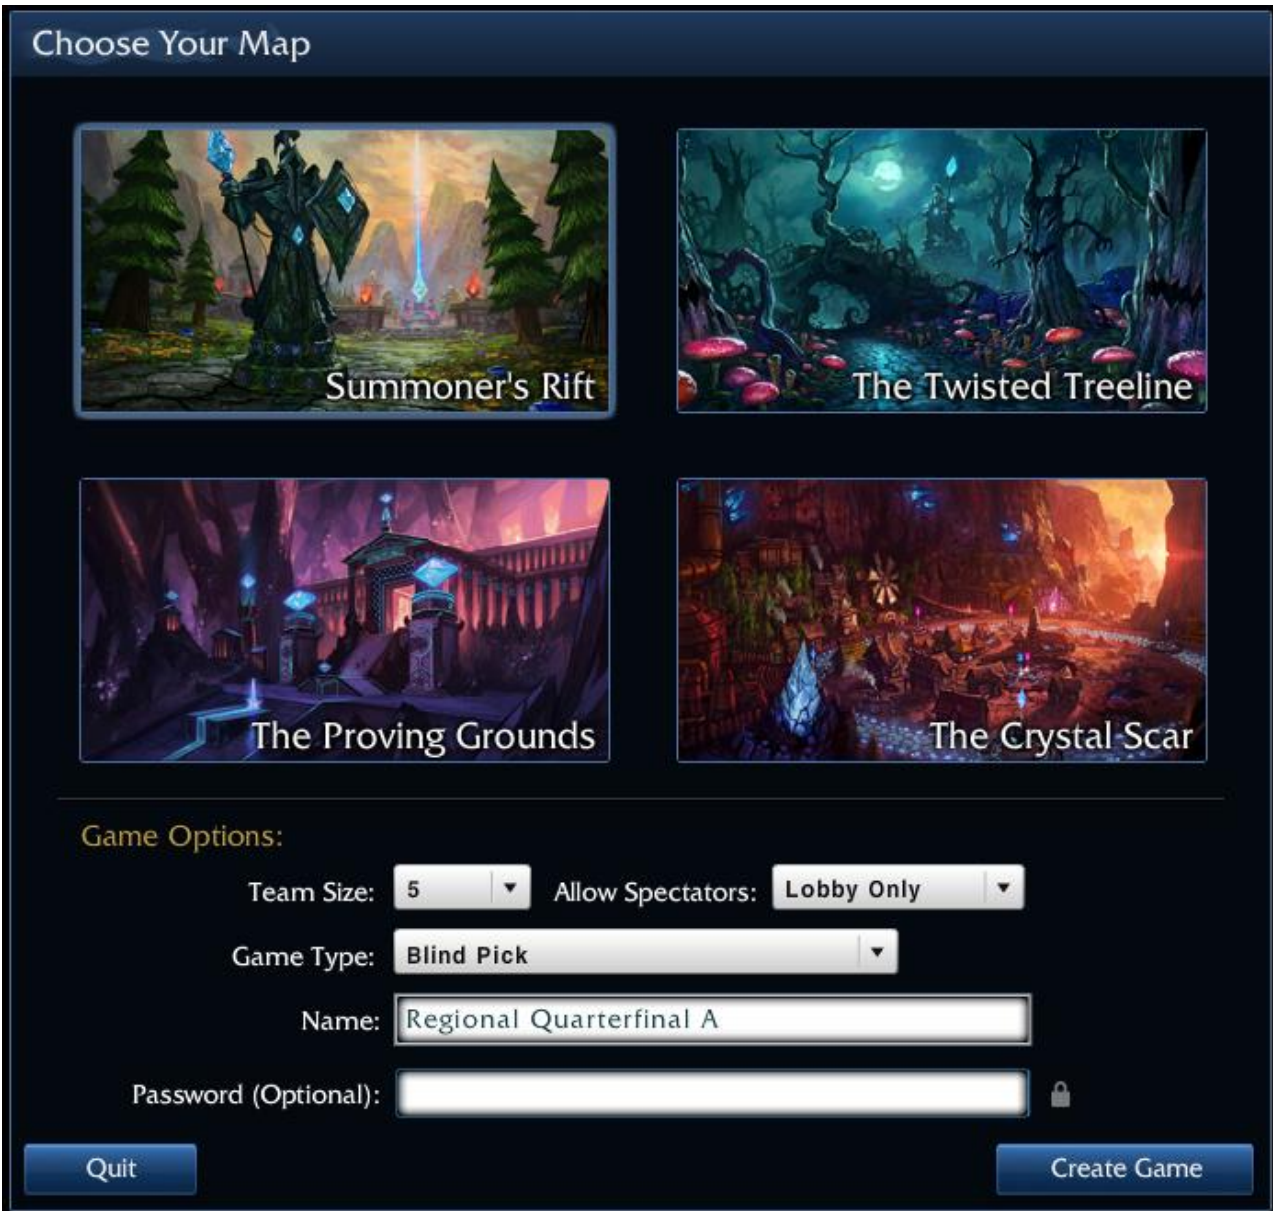 Choose Your Map
Summoner's Rift
The Twisted Treeline
The Proving Grounds
The Crystal Scar
Game Options:
Team Size: 5 Allow Spectators: Lobby Only
Game Type: Blind Pick
Name: Regional Quarterfinal A
Password (Optional):
Quit Create Game